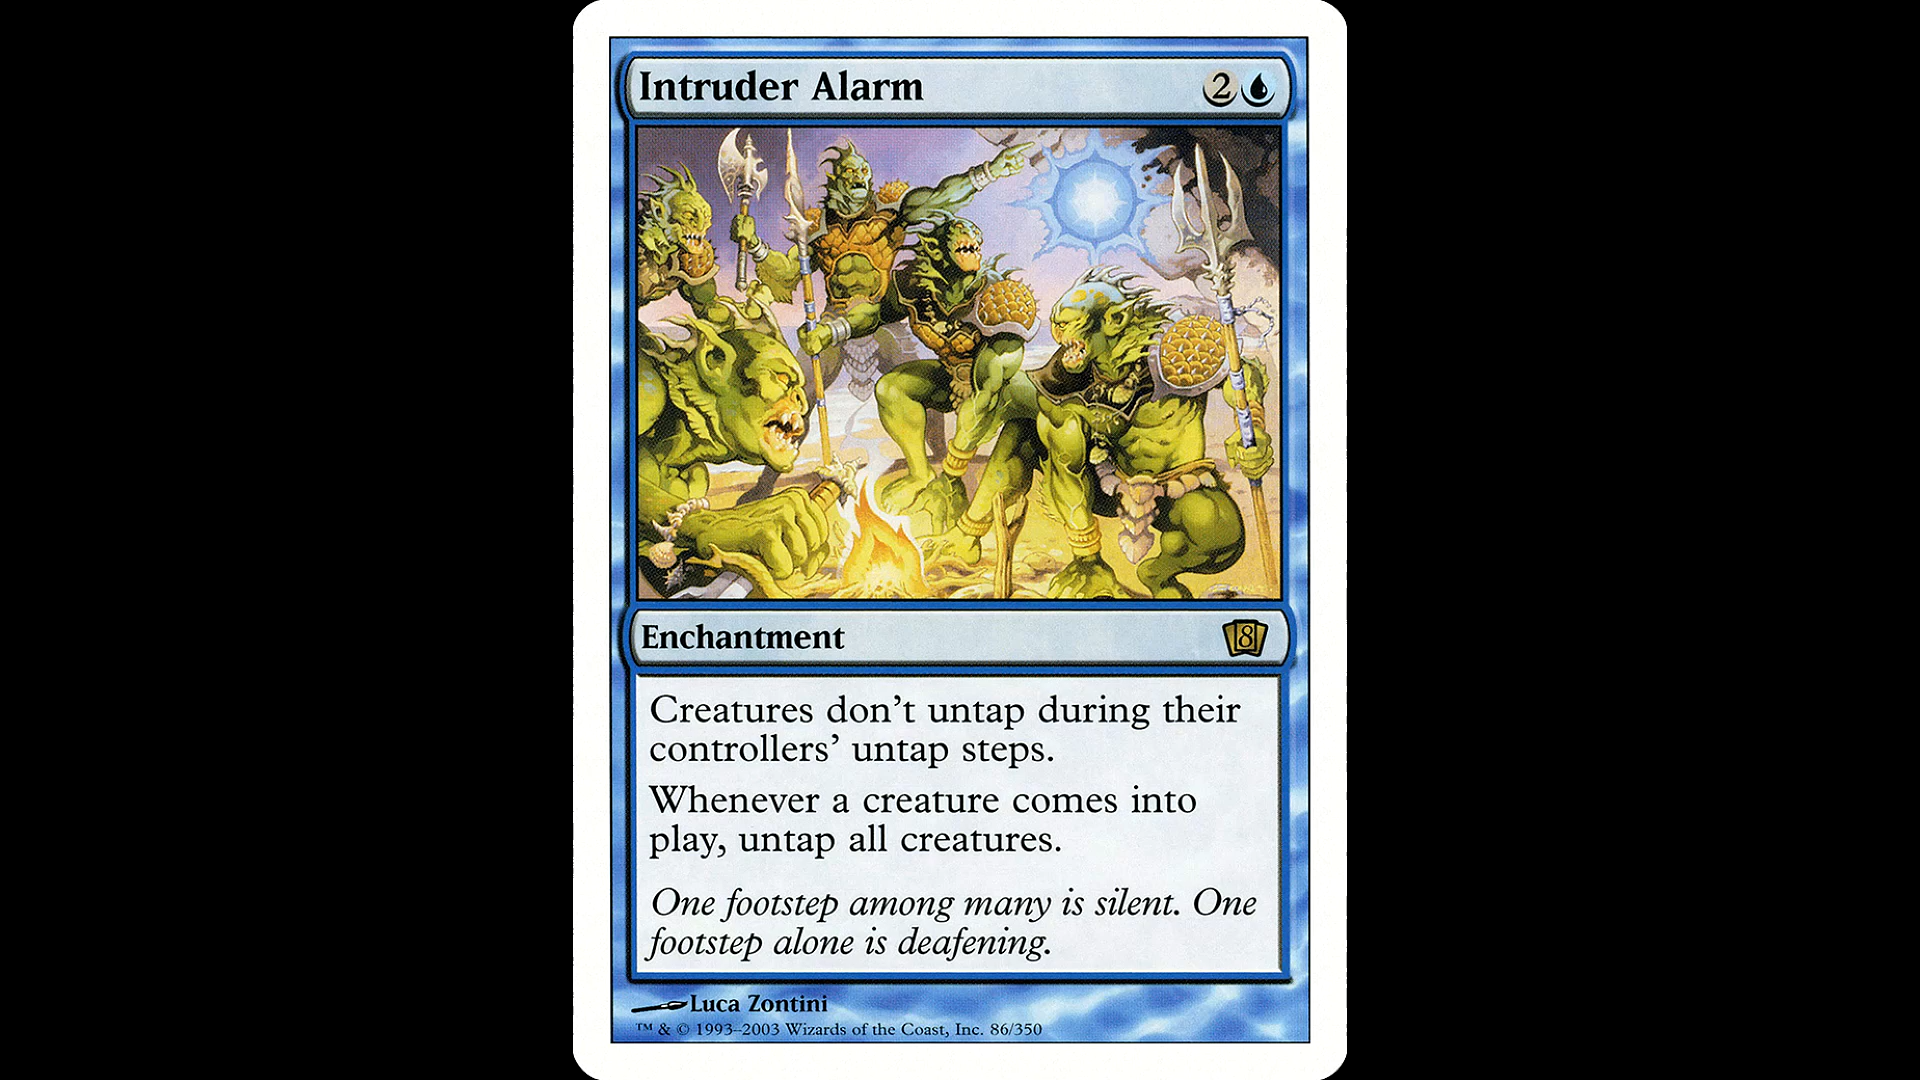 Intruder Alarm 2
Enchantment 8
Creatures don't untap during their
controllers' untap steps.
Whenever a creature comes into
play, untap all creatures.
One footstep among many is silent. One
footstep alone is deafening.
Luca Zontini
™ & © 1993–2003 Wizards of the Coast, Inc. 86/350